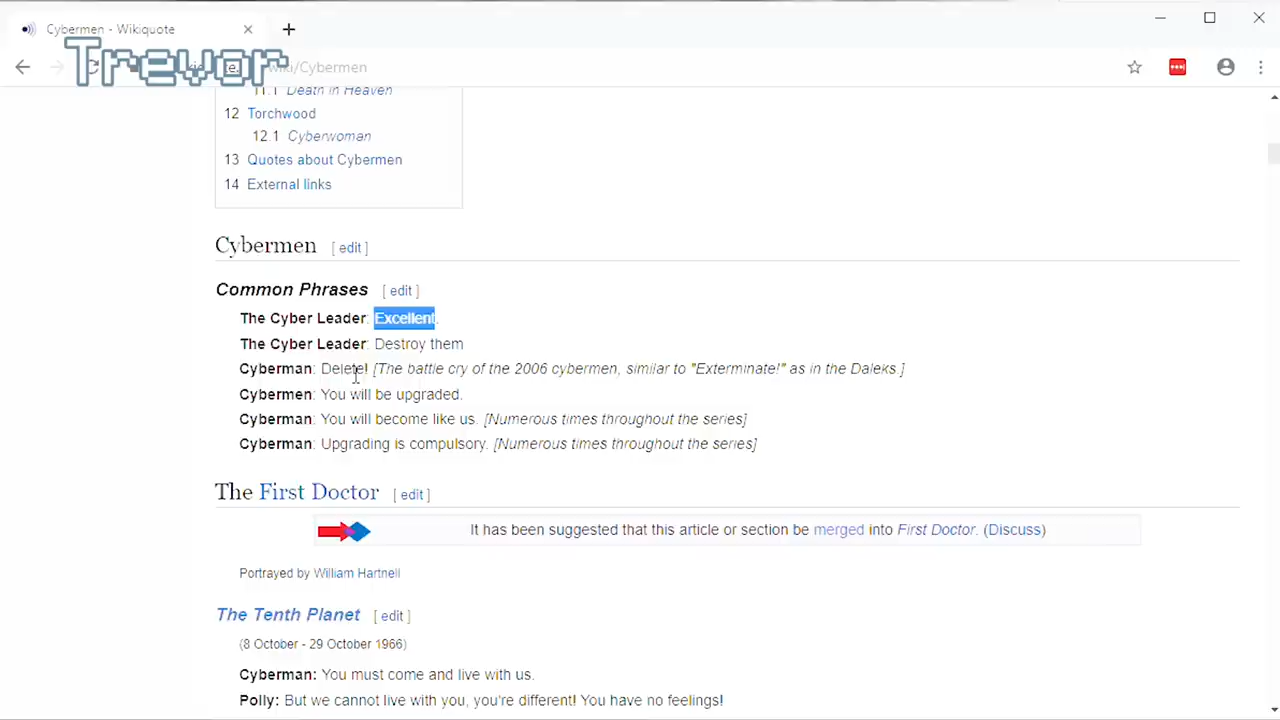 Cybermen - Wikiquote
Trevor
wiki/Cybermen
11.1 Death in Heaven
12 Torchwood
12.1 Cyberwoman
13 Quotes about Cybermen
14 External links
Cybermen [ edit ]
Common Phrases [ edit ]
The Cyber Leader: Excellent.
The Cyber Leader: Destroy them
Cyberman: Delete! [The battle cry of the 2006 cybermen, similar to "Exterminate!" as in the Daleks.]
Cybermen: You will be upgraded.
Cyberman: You will become like us. [Numerous times throughout the series]
Cyberman: Upgrading is compulsory. [Numerous times throughout the series]
The First Doctor [ edit ]
It has been suggested that this article or section be merged into First Doctor. (Discuss)
Portrayed by William Hartnell
The Tenth Planet [ edit ]
(8 October - 29 October 1966)
Cyberman: You must come and live with us.
Polly: But we cannot live with you, you're different! You have no feelings!